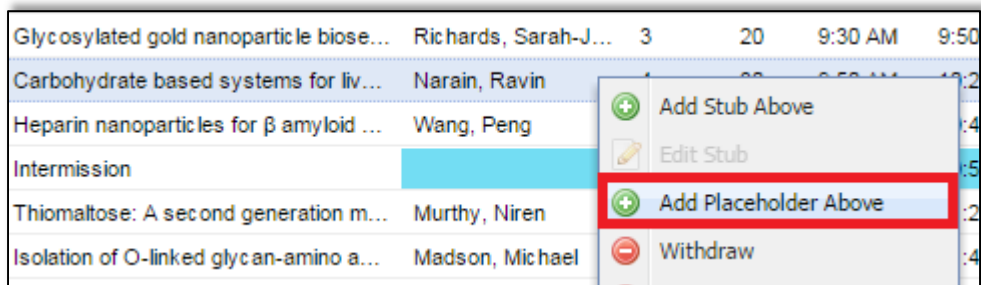 Glycosylated gold nanoparticle biose... Richards, Sarah-J... 3 20 9:30 AM 9:50
Carbohydrate based systems for liv... Narain, Ravin
Heparin nanoparticles for β amyloid ... Wang, Peng
Intermission
Thiomaltose: A second generation m... Murthy, Niren
Isolation of O-linked glycan-amino a... Madson, Michael
Add Stub Above
Edit Stub
Add Placeholder Above
Withdraw